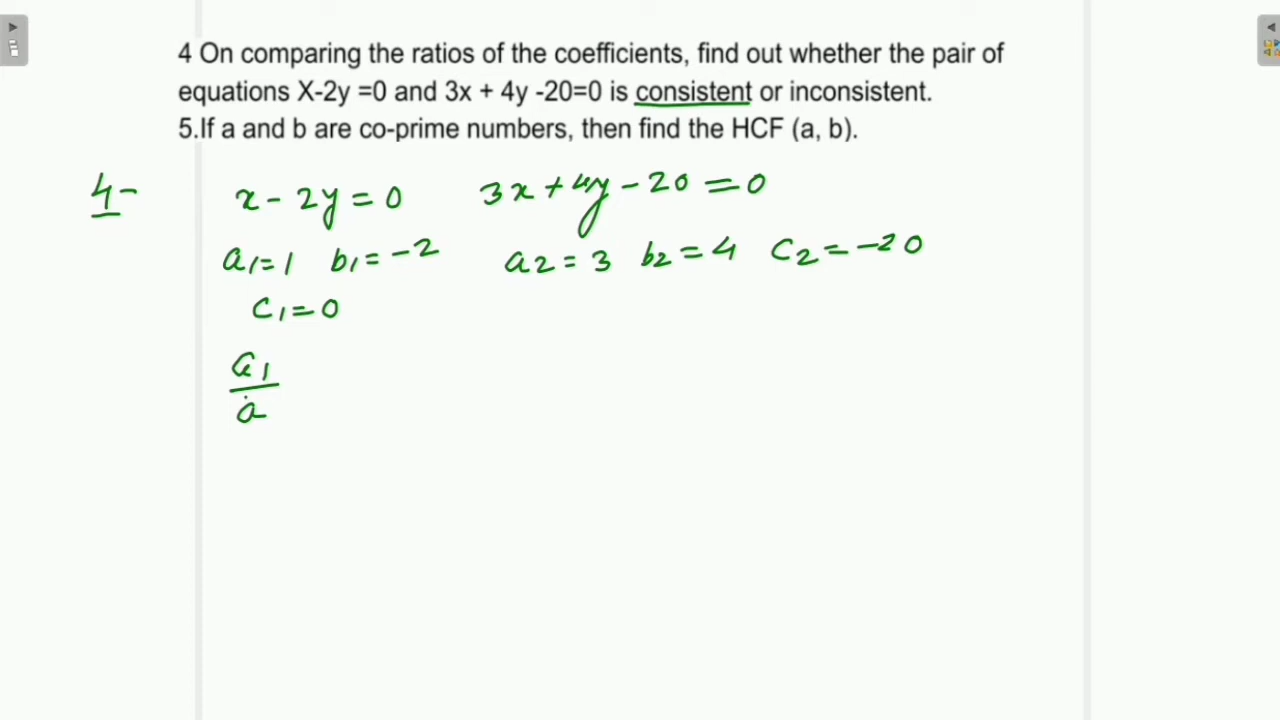 4 On comparing the ratios of the coefficients, find out whether the pair of
equations X-2y =0 and 3x + 4y -20=0 is consistent or inconsistent.
5.If a and b are co-prime numbers, then find the HCF (a, b).
4- x - 2y = 0 3x + 4y - 20 = 0
a1 = 1 b1 = -2 a2 = 3 b2 = 4 C2 = -20
C1 = 0
a1
a